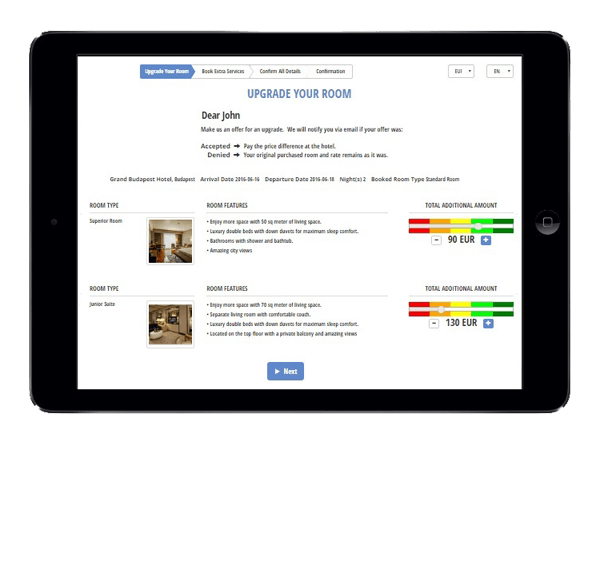 Upgrade Your Room Book Extra Services Confirm All Details Confirmation EUI EN
UPGRADE YOUR ROOM
Dear John
Make us an offer for an upgrade. We will notify you via email if your offer was:
Accepted ➔ Pay the price difference at the hotel.
Denied ➔ Your original purchased room and rate remains as it was.
Grand Budapest Hotel, Budapest Arrival Date 2016-06-16 Departure Date 2016-06-18 Night(s) 2 Booked Room Type Standard Room
ROOM TYPE ROOM FEATURES TOTAL ADDITIONAL AMOUNT
Superior Room
• Enjoy more space with 50 sq meter of living space.
• Luxury double beds with down duvets for maximum sleep comfort.
• Bathrooms with shower and bathtub.
• Amazing city views
− 90 EUR +
ROOM TYPE ROOM FEATURES TOTAL ADDITIONAL AMOUNT
Junior Suite
• Enjoy more space with 70 sq meter of living space.
• Separate living room with comfortable couch.
• Luxury double beds with down duvets for maximum sleep comfort.
• Located on the top floor with a private balcony and amazing views
− 130 EUR +
Next